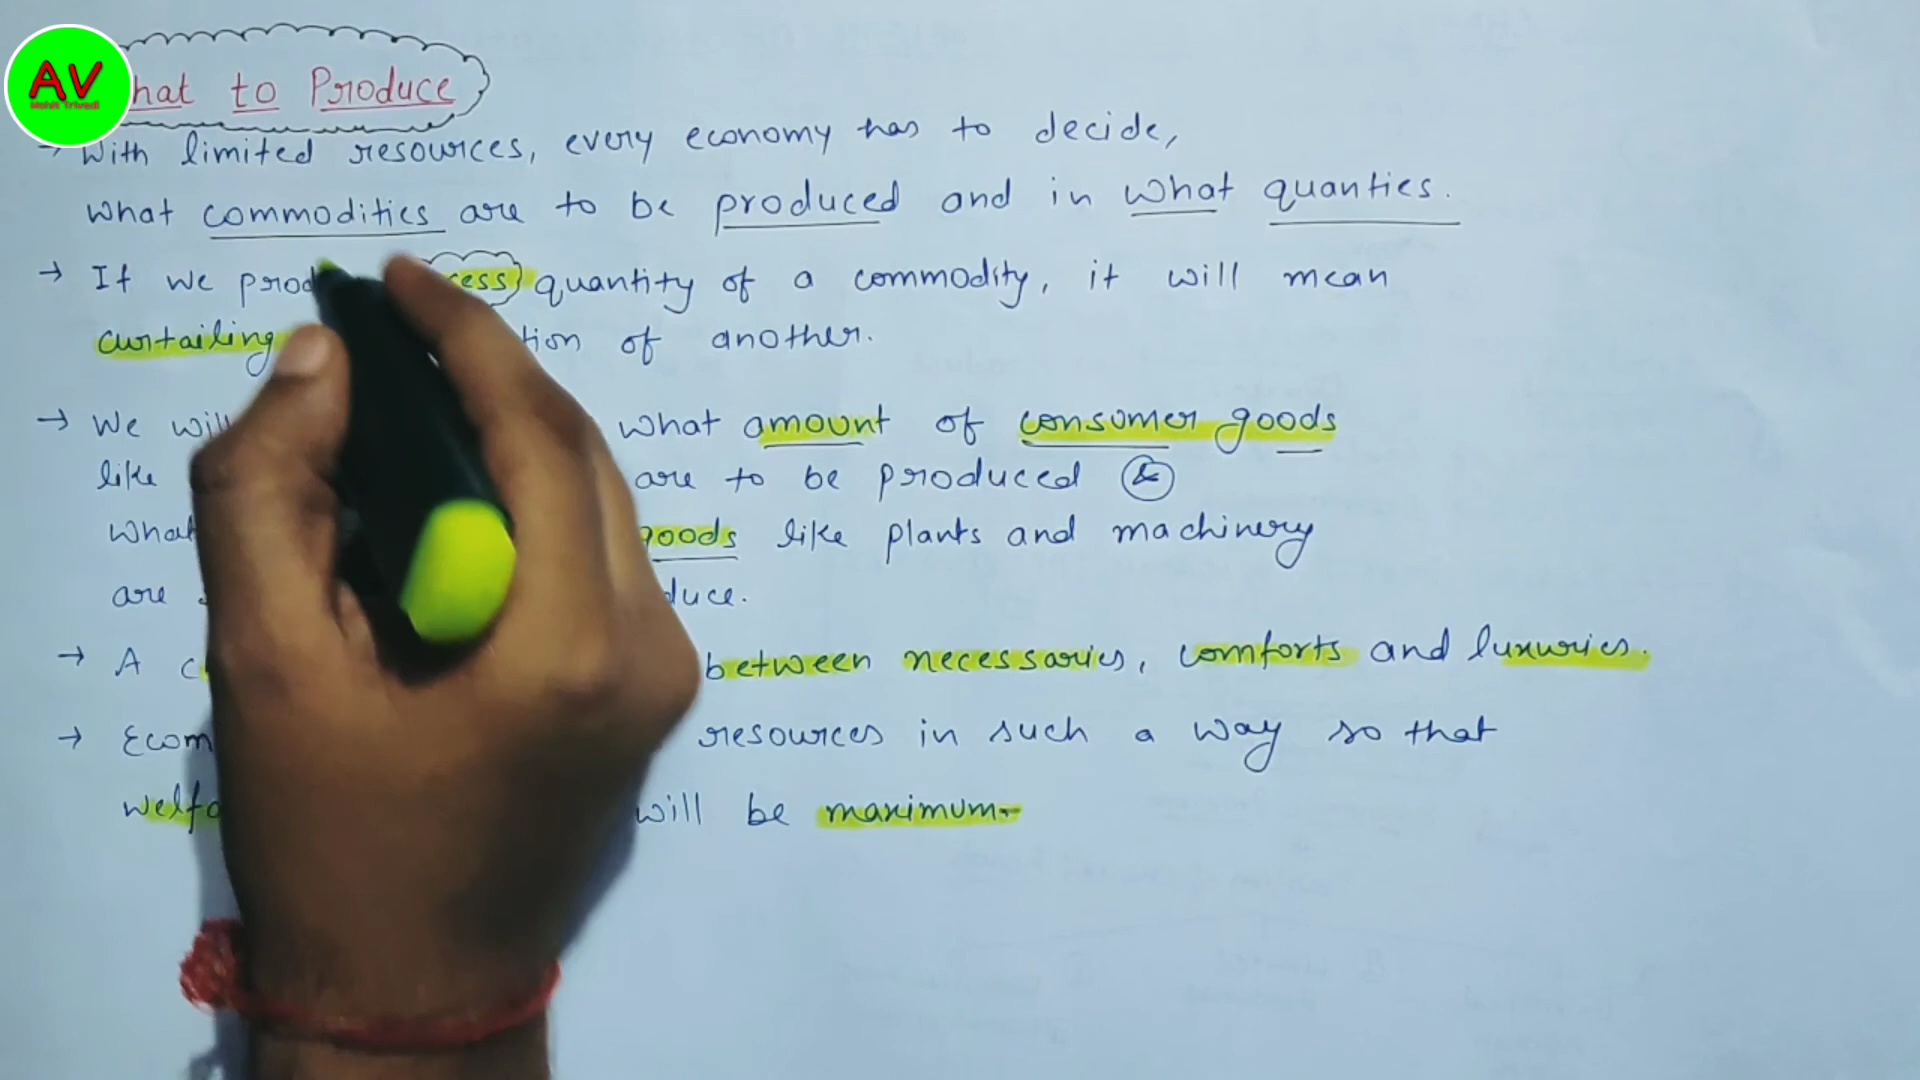 AV
Mohit Trivedi
hat to Produce
→ With limited resources, every economy has to decide,
what commodities are to be produced and in what quanties.
→ If we prod cess quantity of a commodity, it will mean
curtailing tion of another.
→ We will what amount of consumer goods
like are to be produced &
what goods like plants and machinery
are duce.
→ A c between necessaries, comforts and luxuries.
→ Ecom resources in such a way so that
welfa will be maximum.